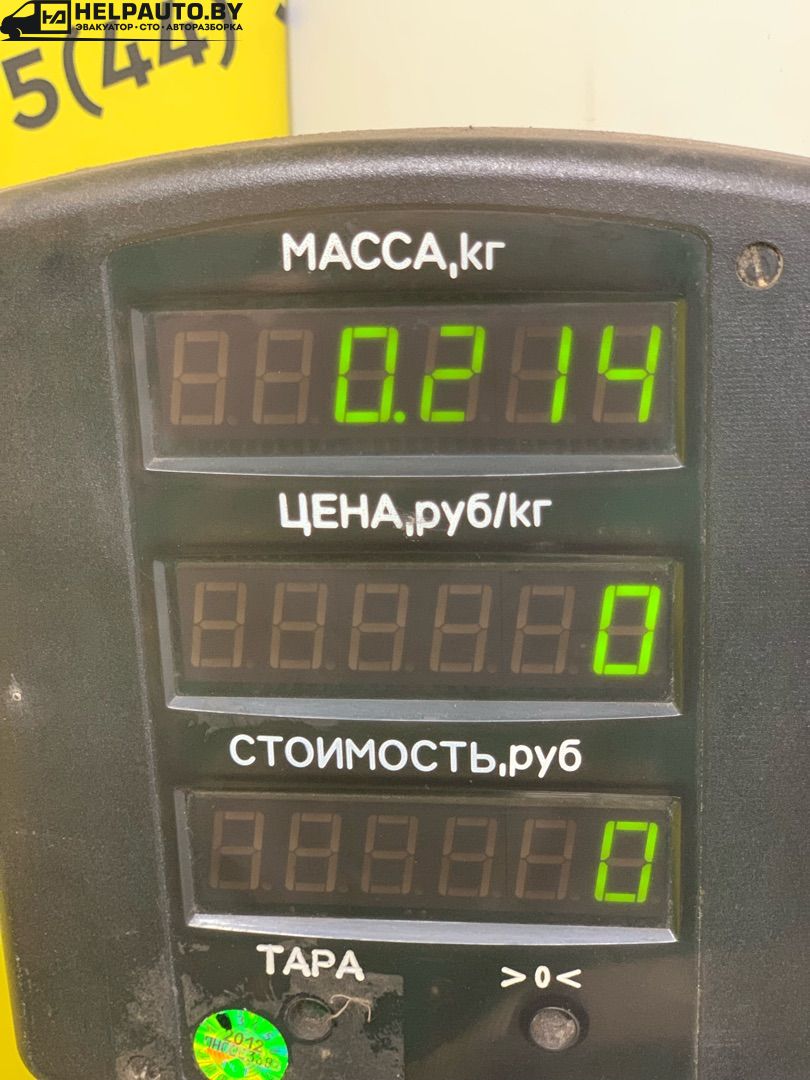 HELPAUTO.BY
ЭВАКУАТОР • СТО • АВТОРАЗБОРКА
5(44)
МАССА,кг
0.214
ЦЕНА,руб/кг
0
СТОИМОСТЬ,руб
0
ТАРА
>0<
2012